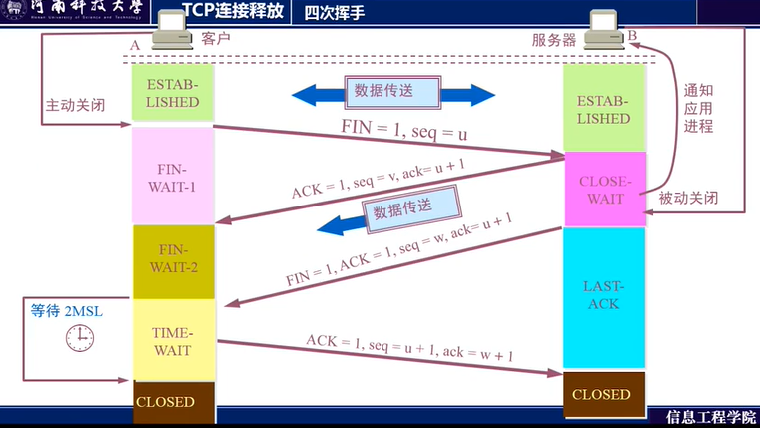 河南科技大学
Henan University of Science and Technology
TCP连接释放
四次挥手
A
客户
服务器
B
主动关闭
ESTAB-
LISHED
数据传送
ESTAB-
LISHED
通知
应用
进程
FIN = 1, seq = u
FIN-
WAIT-1
ACK = 1, seq = v, ack= u + 1
CLOSE-
WAIT
被动关闭
数据传送
FIN-
WAIT-2
FIN = 1, ACK = 1, seq = w, ack= u + 1
LAST-
ACK
等待 2MSL
TIME-
WAIT
ACK = 1, seq = u + 1, ack = w + 1
CLOSED
CLOSED
信息工程学院